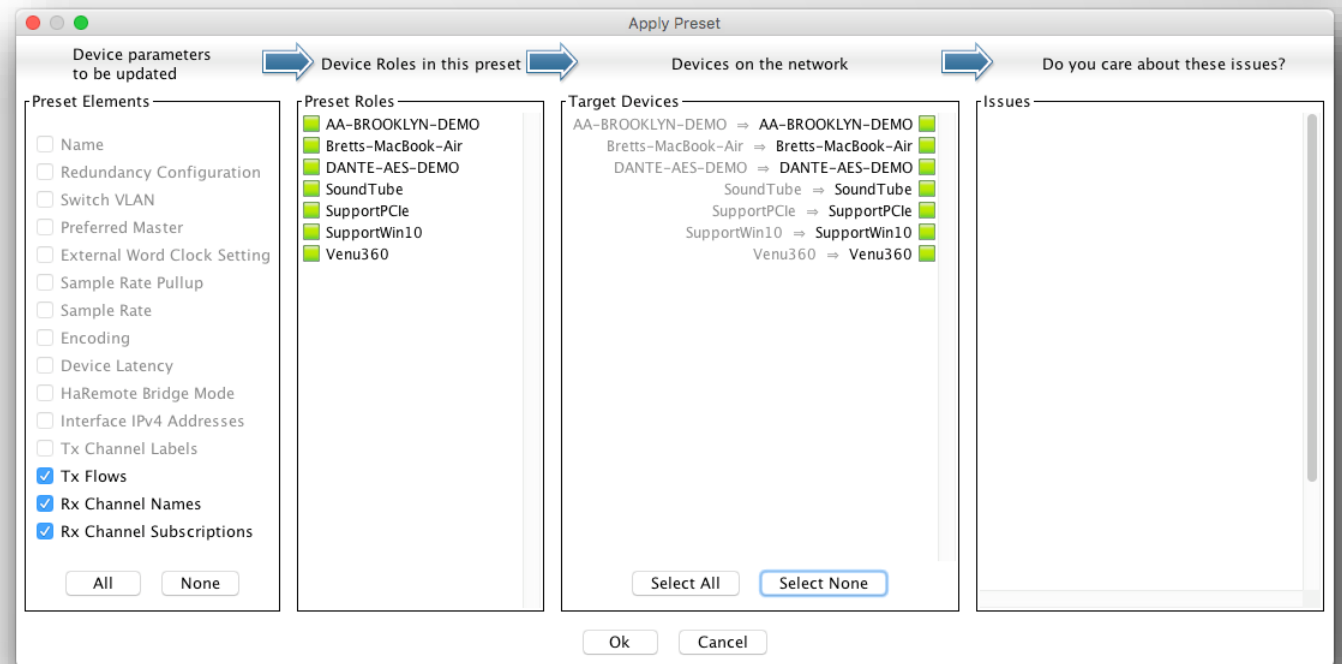 Apply Preset
Device parameters
to be updated
Device Roles in this preset
Devices on the network
Do you care about these issues?
Preset Elements
Name
Redundancy Configuration
Switch VLAN
Preferred Master
External Word Clock Setting
Sample Rate Pullup
Sample Rate
Encoding
Device Latency
HaRemote Bridge Mode
Interface IPv4 Addresses
Tx Channel Labels
Tx Flows
Rx Channel Names
Rx Channel Subscriptions
All None
Preset Roles
AA-BROOKLYN-DEMO
Bretts-MacBook-Air
DANTE-AES-DEMO
SoundTube
SupportPCIe
SupportWin10
Venu360
Target Devices
AA-BROOKLYN-DEMO ⇒ AA-BROOKLYN-DEMO
Bretts-MacBook-Air ⇒ Bretts-MacBook-Air
DANTE-AES-DEMO ⇒ DANTE-AES-DEMO
SoundTube ⇒ SoundTube
SupportPCIe ⇒ SupportPCIe
SupportWin10 ⇒ SupportWin10
Venu360 ⇒ Venu360
Select All Select None
Issues
Ok Cancel